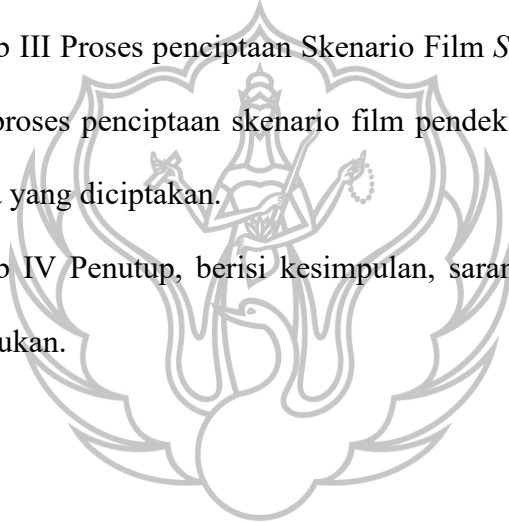 b III Proses penciptaan Skenario Film S
proses penciptaan skenario film pendek
yang diciptakan.
b IV Penutup, berisi kesimpulan, saran
ukan.